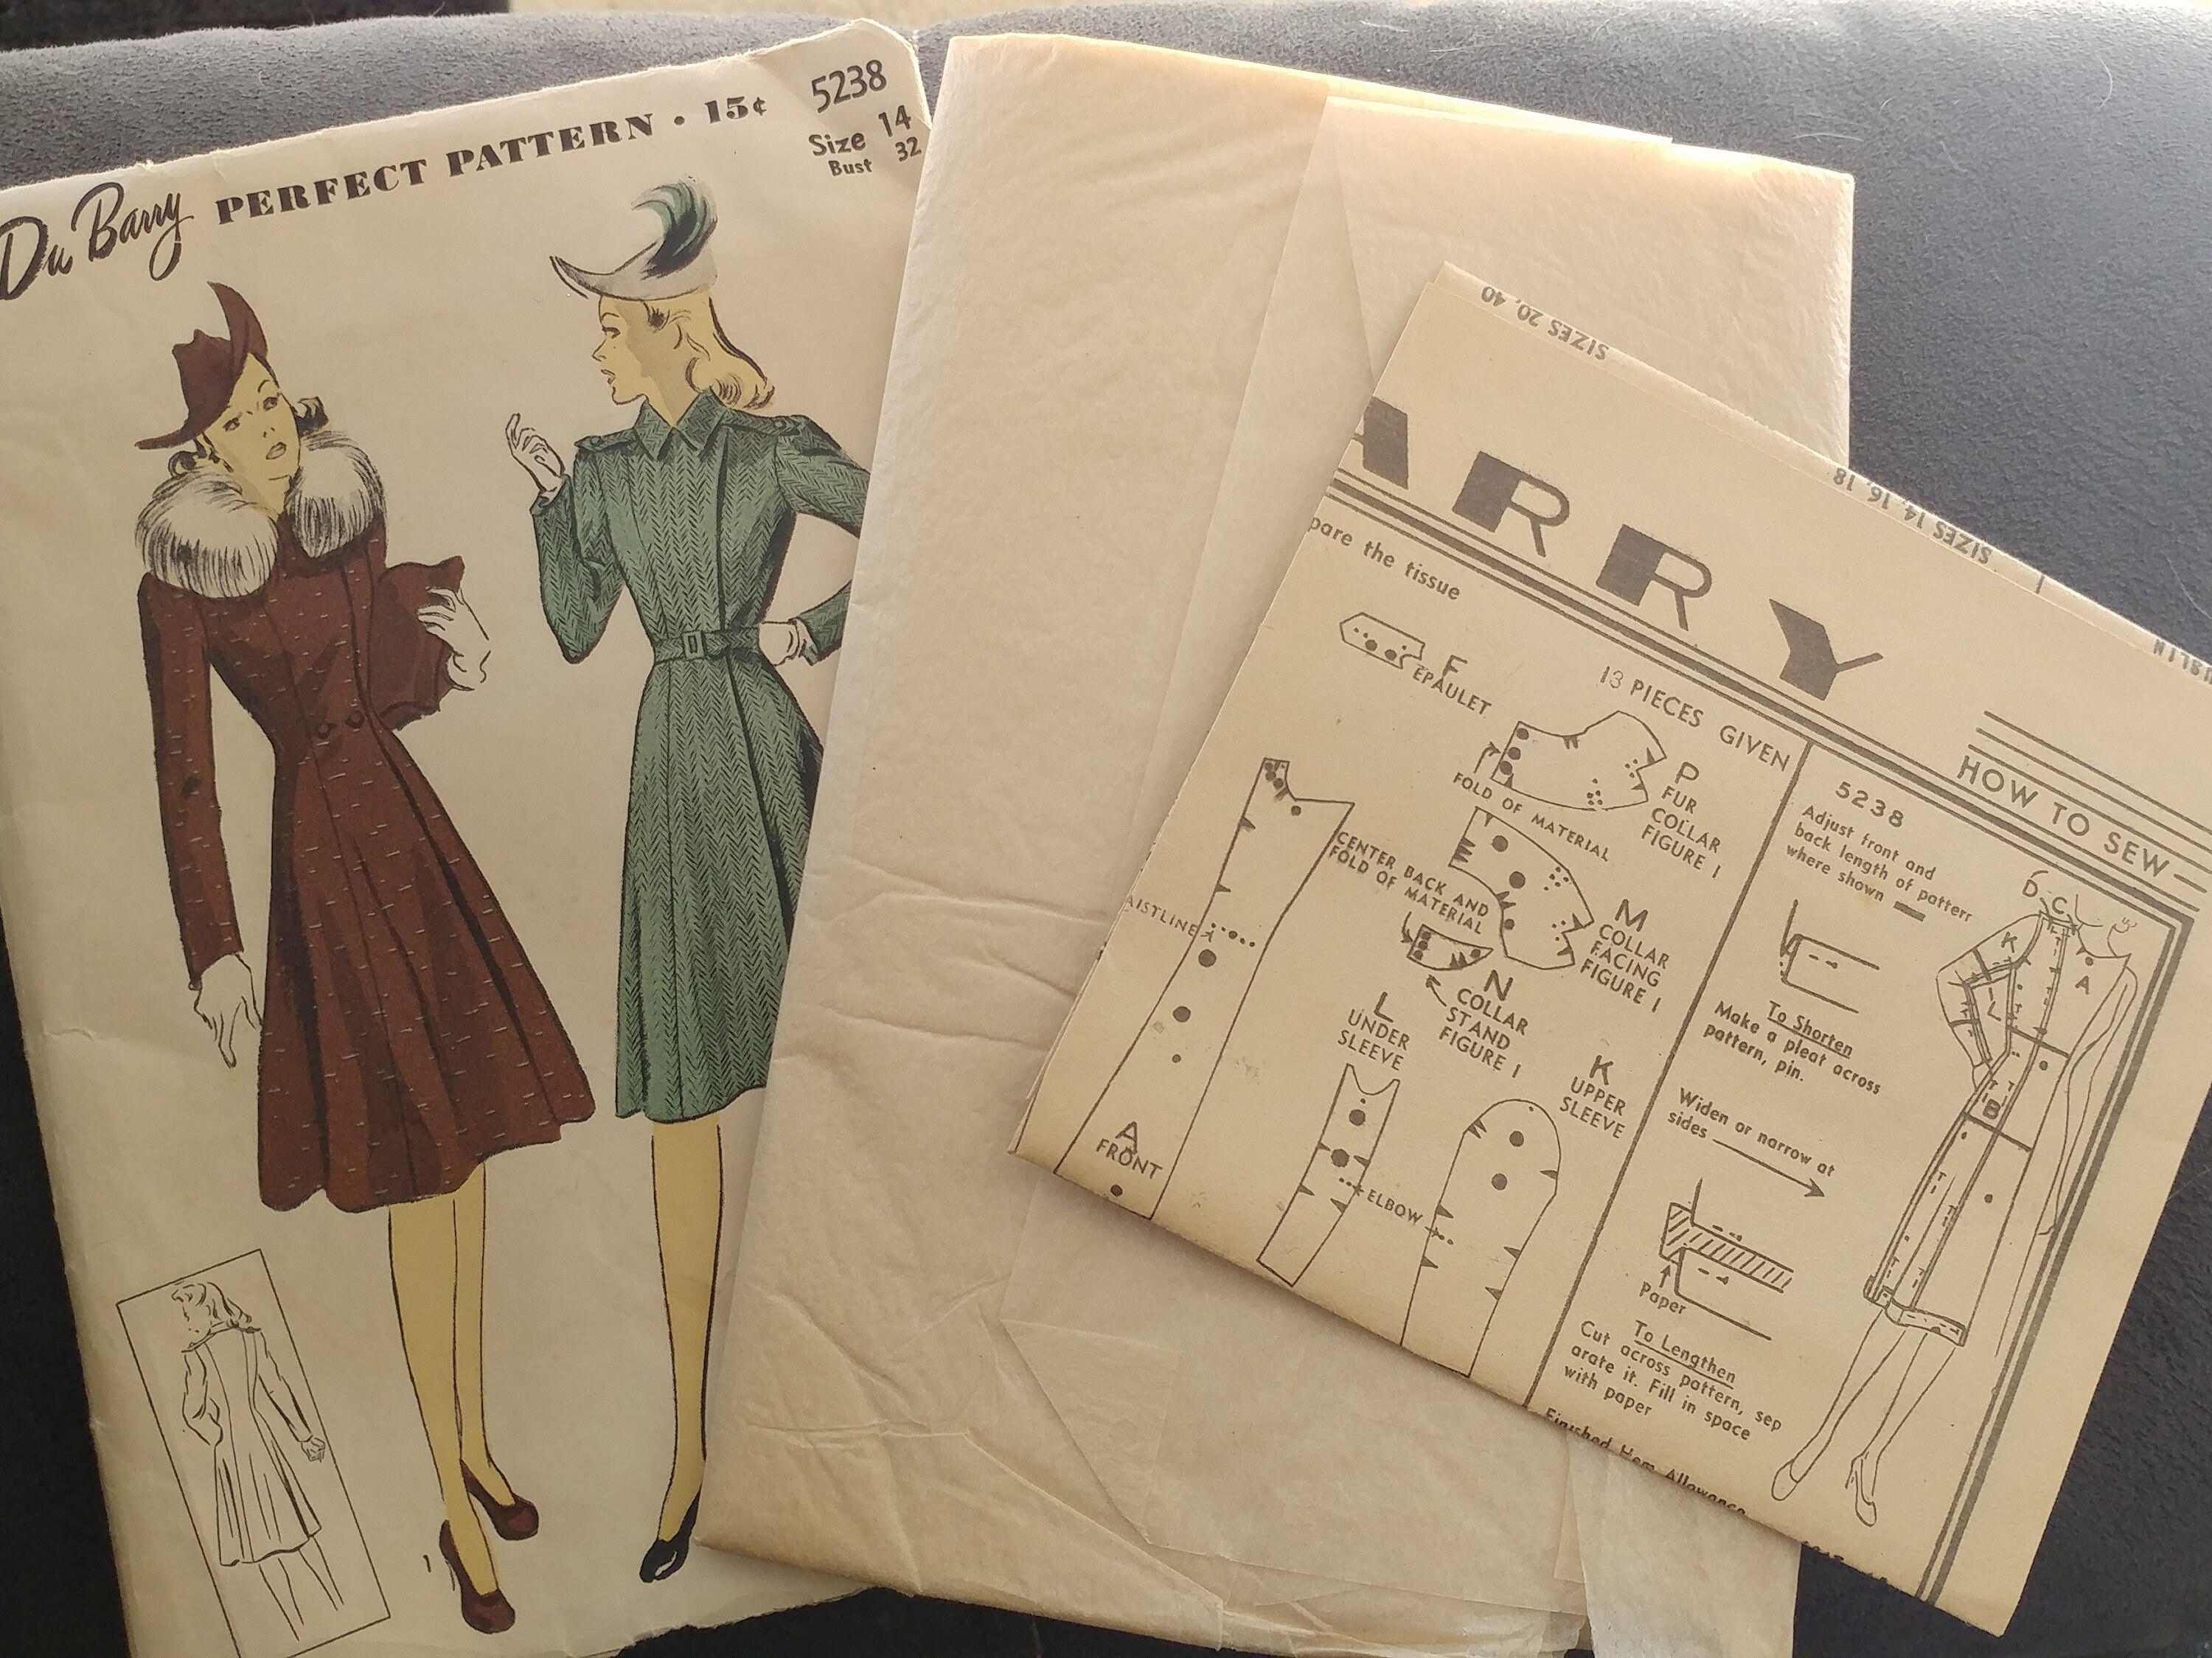 Du Barry PERFECT PATTERN · 15¢
5238
Size 14
Bust 32
1
SIZES 20, 40
SIZES 14, 16, 18
ARRY
pare the tissue
13 PIECES GIVEN
F
EPAULET
P
FUR
COLLAR
FIGURE 1
FOLD OF MATERIAL
M
COLLAR
FACING
FIGURE 1
CENTER BACK AND
FOLD OF MATERIAL
N
COLLAR
STAND
FIGURE 1
AISTLINE
L
UNDER
SLEEVE
K
UPPER
SLEEVE
ELBOW
A
FRONT
HOW TO SEW
5238
Adjust front and
back length of pattern
where shown
To Shorten
Make a pleat across
pattern, pin.
Widen or narrow at
sides
Paper
To Lengthen
Cut across pattern, sep
arate it. Fill in space
with paper
Finished Hem Allowance
D C
K
A
L
B